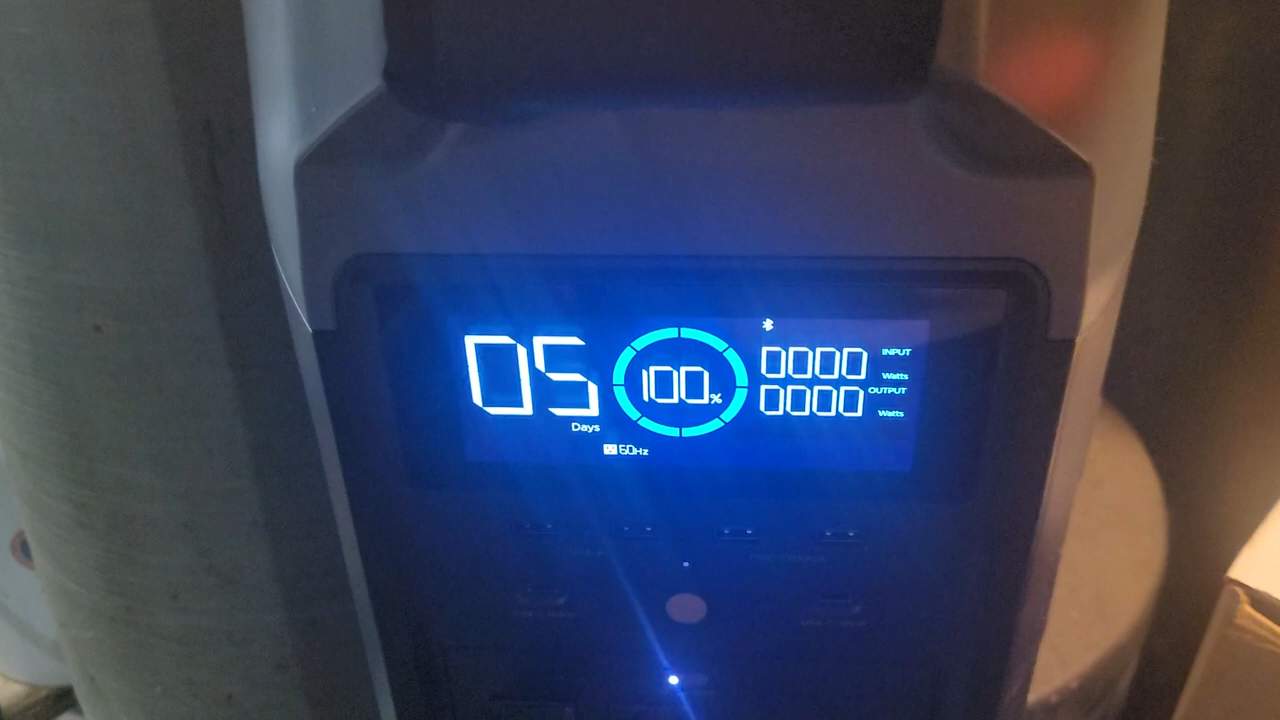 05
Days
100%
60Hz
0000 INPUT
Watts
0000 OUTPUT
Watts